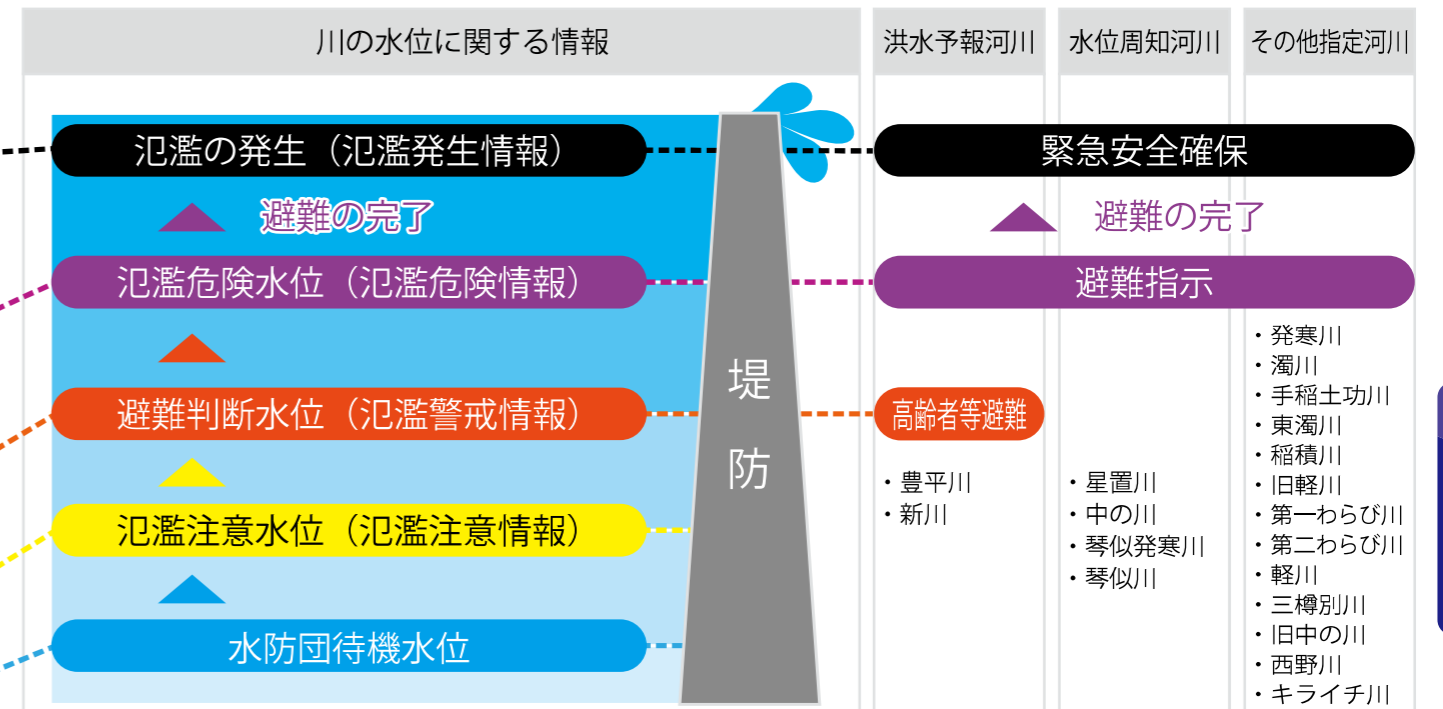 川の水位に関する情報
洪水予報河川
水位周知河川
その他指定河川
氾濫の発生（氾濫発生情報）
緊急安全確保
避難の完了
避難の完了
氾濫危険水位（氾濫危険情報）
避難指示
避難判断水位（氾濫警戒情報）
高齢者等避難
氾濫注意水位（氾濫注意情報）
水防団待機水位
堤防
・豊平川
・新川
・星置川
・中の川
・琴似発寒川
・琴似川
・発寒川
・濁川
・手稲土功川
・東濁川
・稲積川
・旧軽川
・第一わらび川
・第二わらび川
・軽川
・三樽別川
・旧中の川
・西野川
・キライチ川